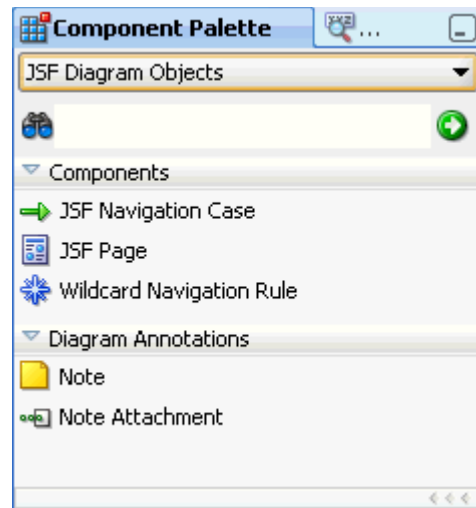 Component Palette
...
JSF Diagram Objects
Components
JSF Navigation Case
JSF Page
Wildcard Navigation Rule
Diagram Annotations
Note
Note Attachment